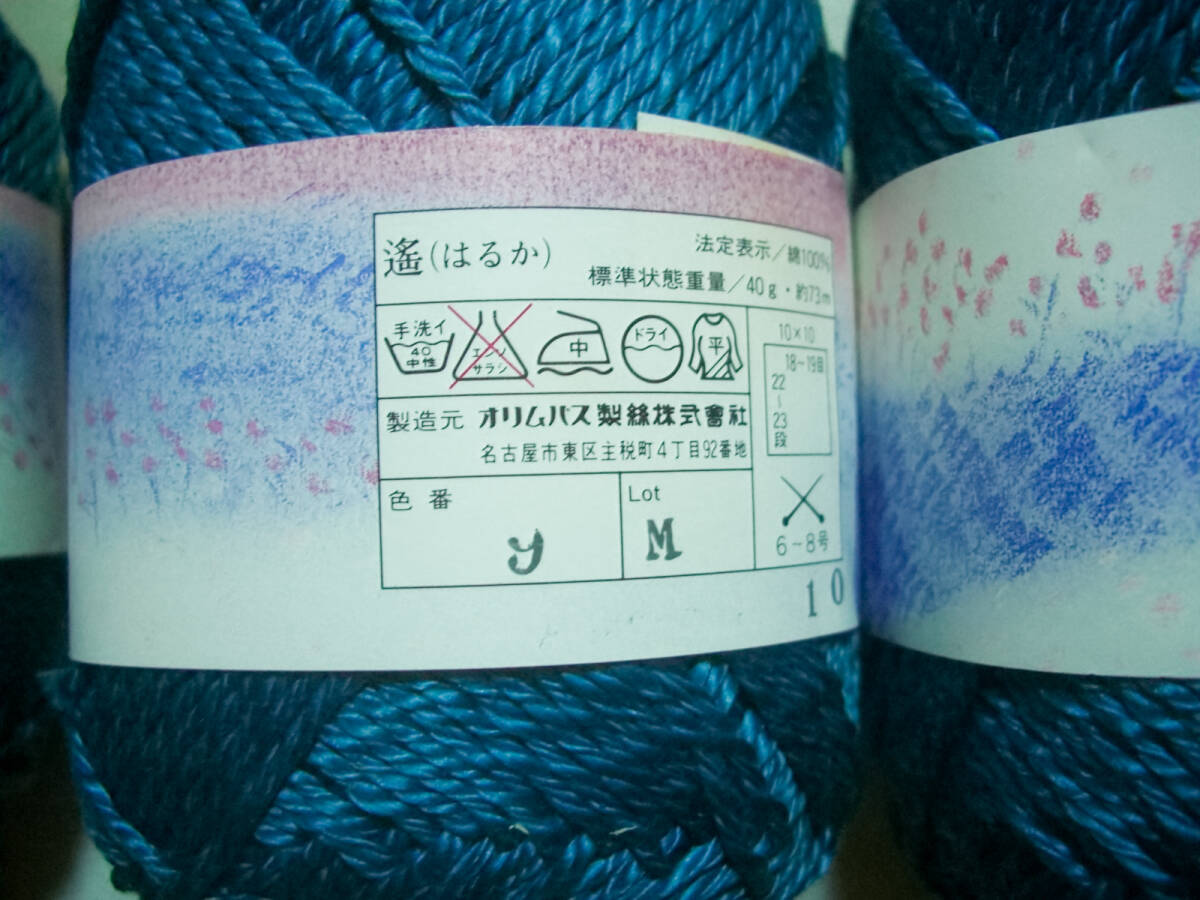 遙(はるか)
法定表示/綿100%
標準状態重量/40g・約73m
手洗イ
40
中性
エンソ
サラシ
中
ドライ
平
製造元 オリムパス製絲株式會社
名古屋市東区主税町4丁目92番地
色番
y
Lot
M
10×10
18~19目
22
~
23
段
6~8号
10